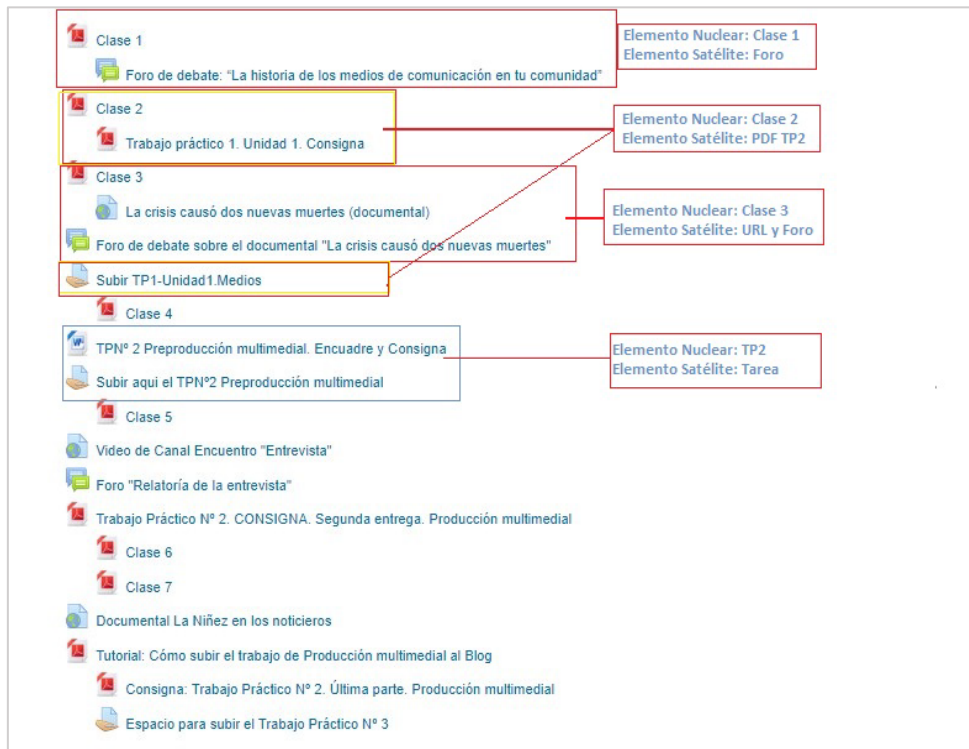 Clase 1
Foro de debate: “La historia de los medios de comunicación en tu comunidad”
Elemento Nuclear: Clase 1
Elemento Satélite: Foro
Clase 2
Trabajo práctico 1. Unidad 1. Consigna
Elemento Nuclear: Clase 2
Elemento Satélite: PDF TP2
Clase 3
La crisis causó dos nuevas muertes (documental)
Foro de debate sobre el documental "La crisis causó dos nuevas muertes"
Elemento Nuclear: Clase 3
Elemento Satélite: URL y Foro
Subir TP1-Unidad1.Medios
Clase 4
TPNº 2 Preproducción multimedial. Encuadre y Consigna
Subir aqui el TPNº2 Preproducción multimedial
Elemento Nuclear: TP2
Elemento Satélite: Tarea
Clase 5
Video de Canal Encuentro "Entrevista"
Foro "Relatoría de la entrevista"
Trabajo Práctico Nº 2. CONSIGNA. Segunda entrega. Producción multimedial
Clase 6
Clase 7
Documental La Niñez en los noticieros
Tutorial: Cómo subir el trabajo de Producción multimedial al Blog
Consigna: Trabajo Práctico Nº 2. Última parte. Producción multimedial
Espacio para subir el Trabajo Práctico Nº 3